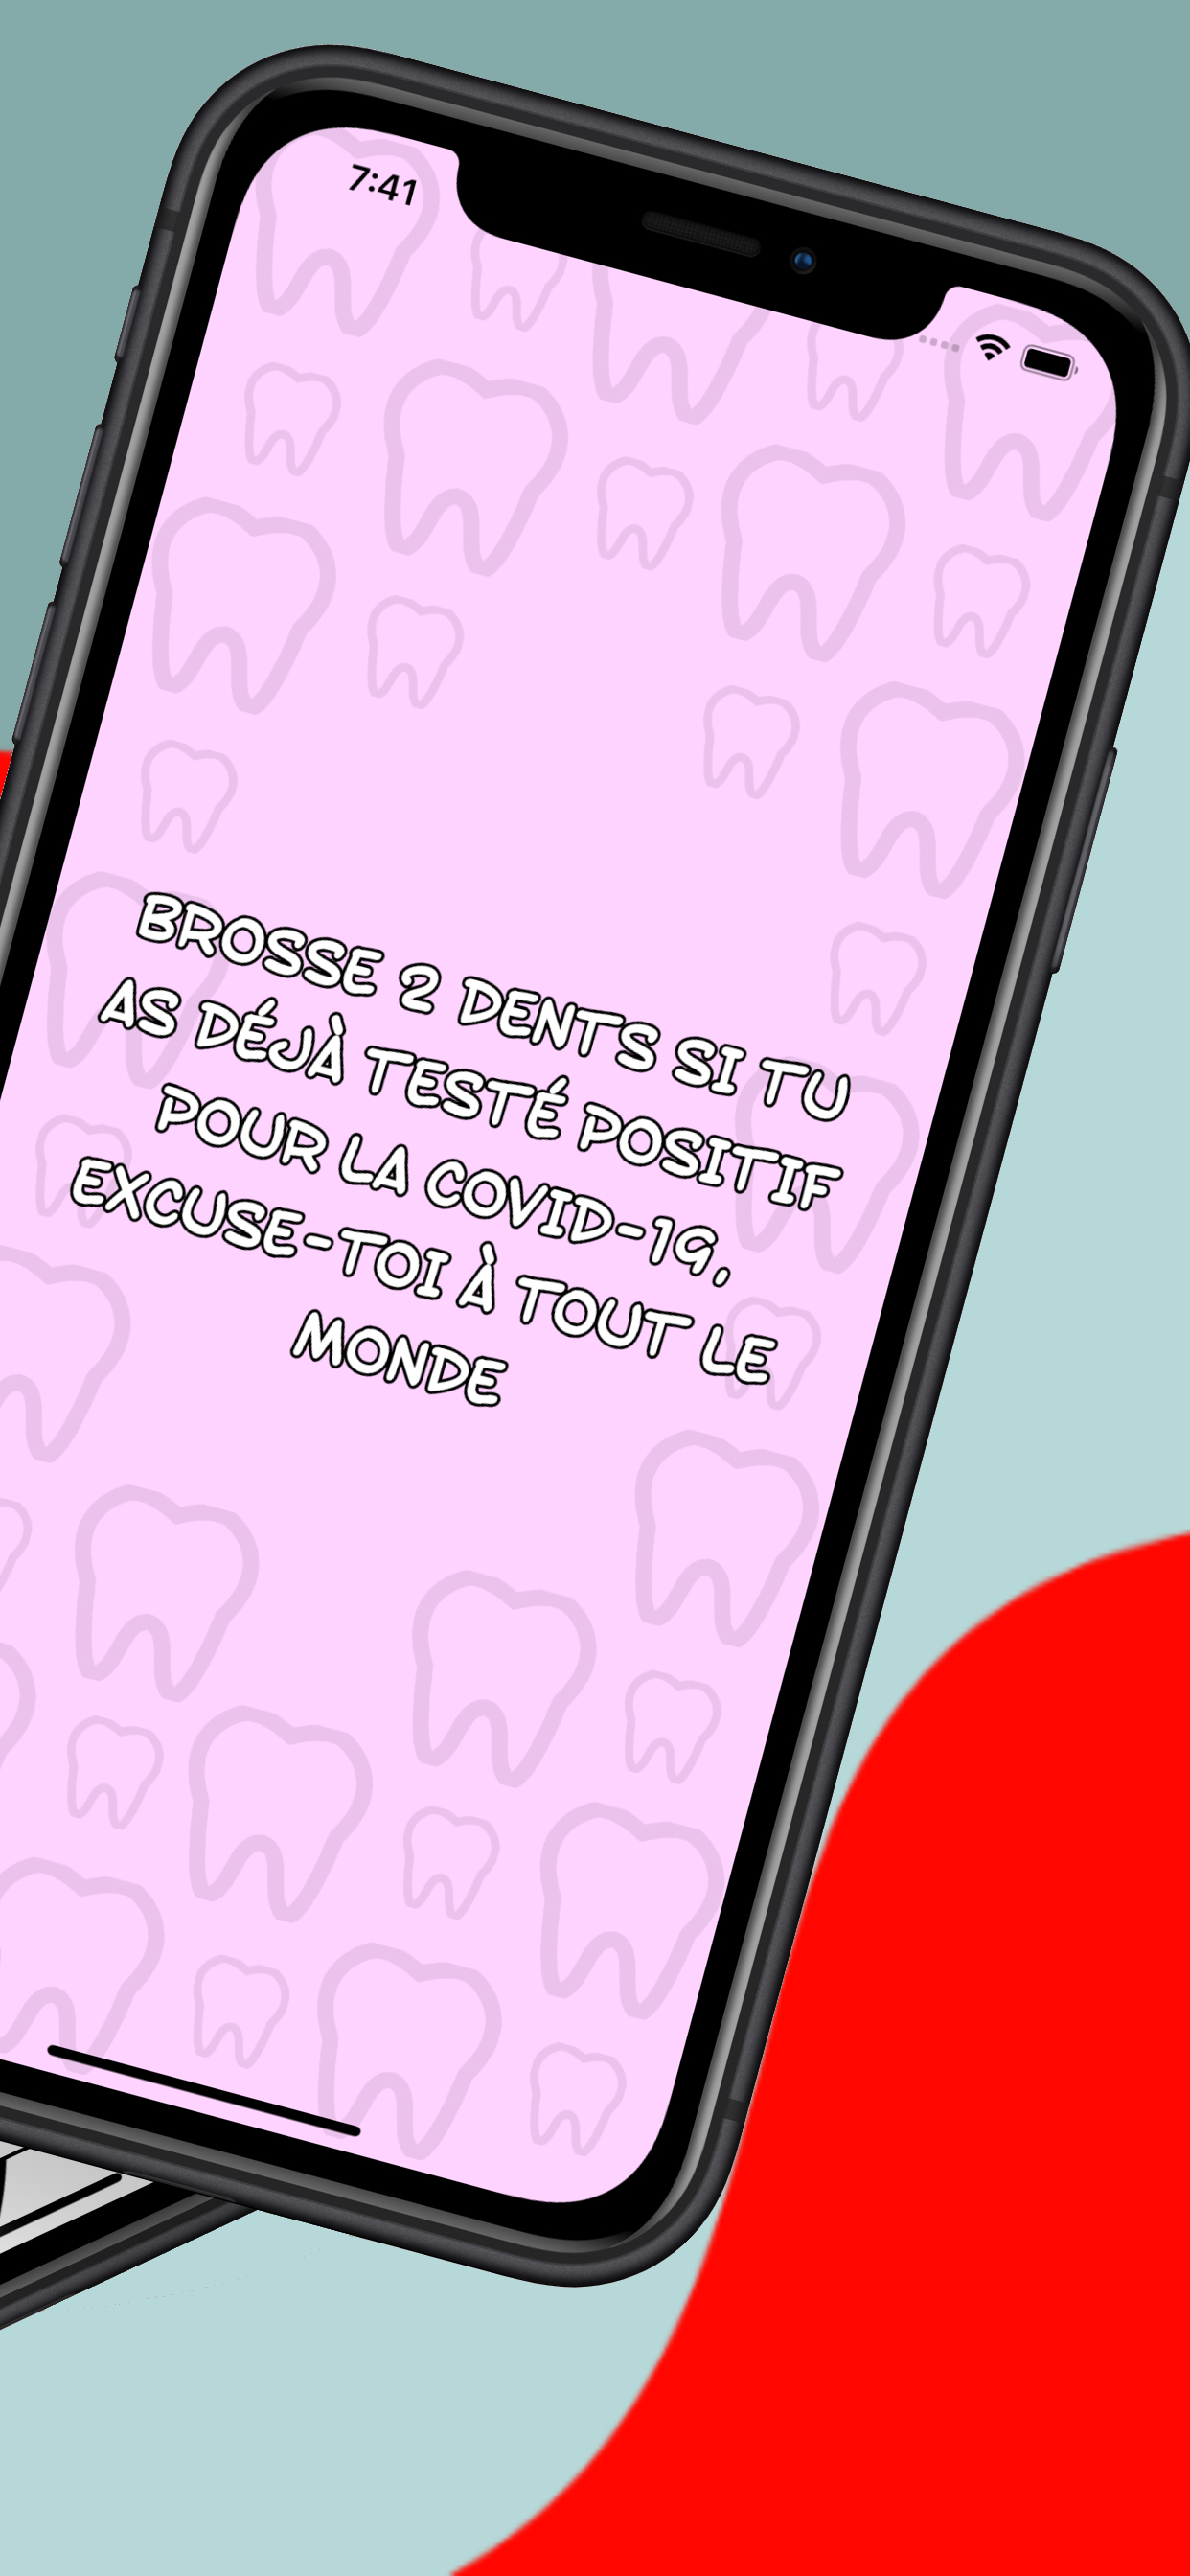 7:41
BROSSE 2 DENTS SI TU
AS DÉJÀ TESTÉ POSITIF
POUR LA COVID-19,
EXCUSE-TOI À TOUT LE
MONDE